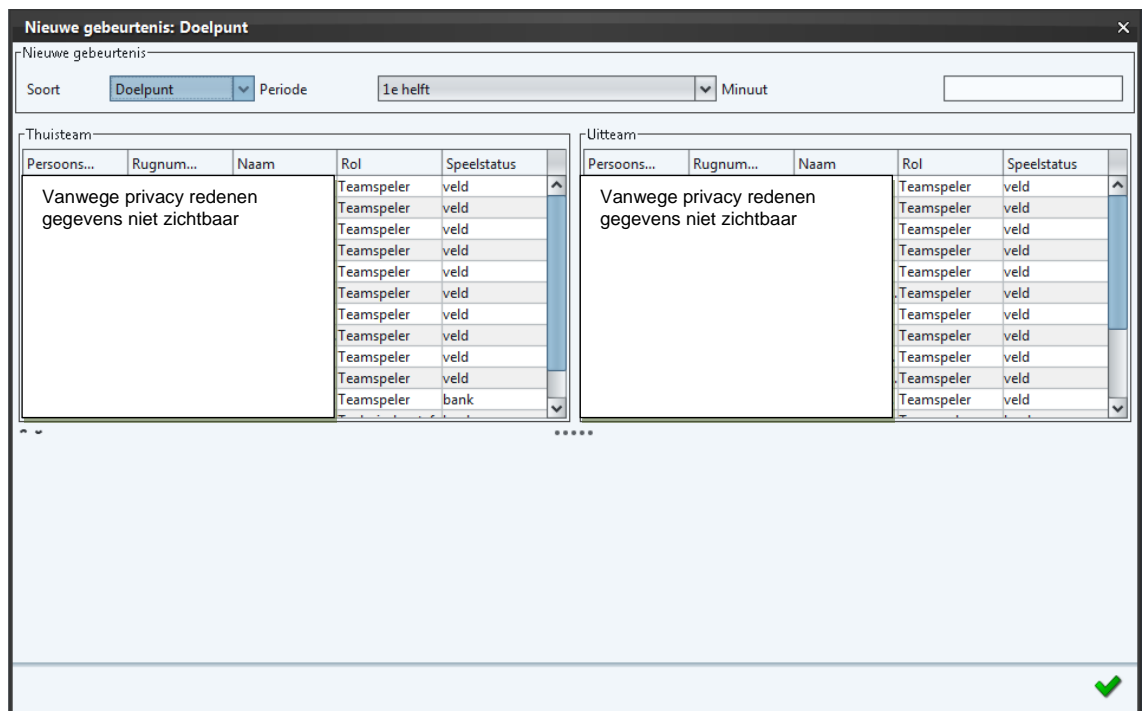 Nieuwe gebeurtenis: Doelpunt
Nieuwe gebeurtenis
Soort Doelpunt Periode 1e helft Minuut
Thuisteam
Persoons... Rugnum... Naam Rol Speelstatus
Vanwege privacy redenen
gegevens niet zichtbaar
Teamspeler veld
Teamspeler veld
Teamspeler veld
Teamspeler veld
Teamspeler veld
Teamspeler veld
Teamspeler veld
Teamspeler veld
Teamspeler veld
Teamspeler veld
Teamspeler bank
Uitteam
Persoons... Rugnum... Naam Rol Speelstatus
Vanwege privacy redenen
gegevens niet zichtbaar
Teamspeler veld
Teamspeler veld
Teamspeler veld
Teamspeler veld
Teamspeler veld
Teamspeler veld
Teamspeler veld
Teamspeler veld
Teamspeler veld
Teamspeler veld
Teamspeler veld